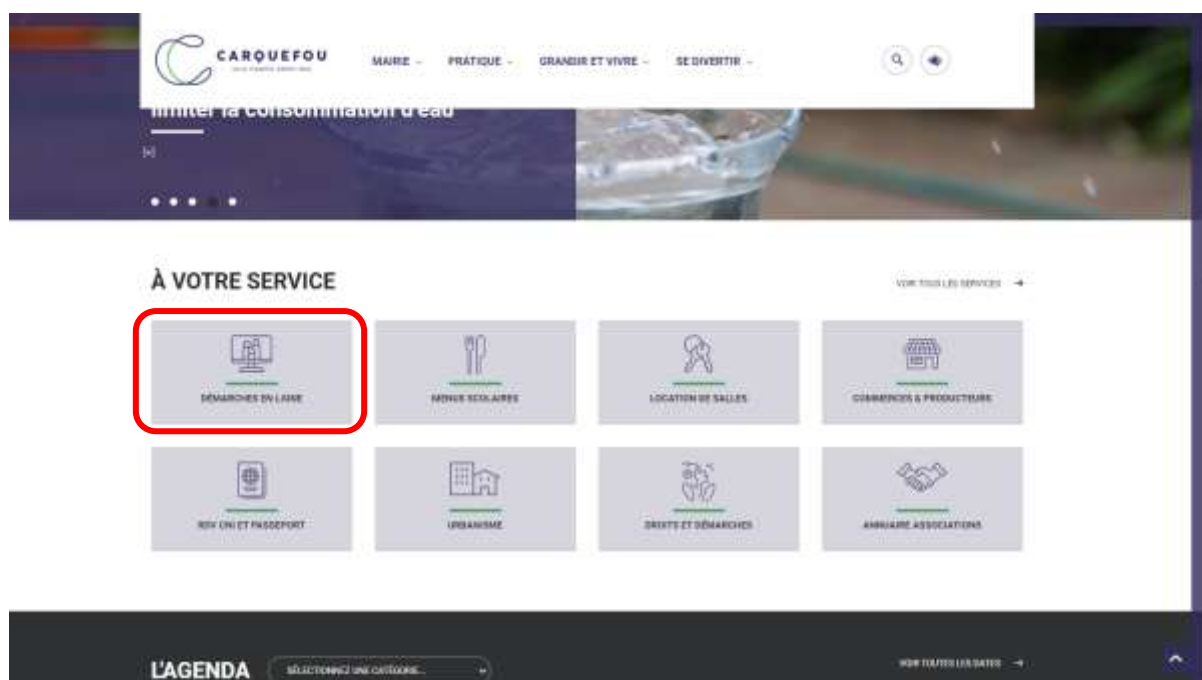 CARQUEFOU
MAIRIE
PRATIQUE
GRANDIR ET VIVRE
SE DIVERTIR
limiter la consommation d'eau
[+]
À VOTRE SERVICE
VOIR TOUS LES SERVICES →
DÉMARCHES EN LIGNE
MENUS SCOLAIRES
LOCATION DE SALLES
COMMERCES & PRODUCTEURS
RDV CNI ET PASSEPORT
URBANISME
DROITS ET DÉMARCHES
ANNUAIRE ASSOCIATIONS
L'AGENDA
SÉLECTIONNEZ UNE CATÉGORIE...
VOIR TOUTES LES DATES →